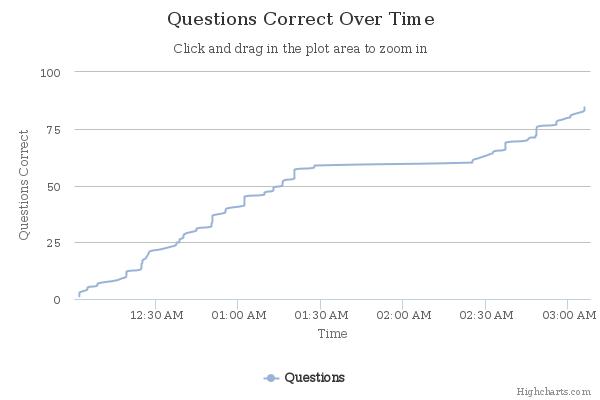 Questions Correct Over Time
Click and drag in the plot area to zoom in
Questions Correct
100
75
50
25
0
12:30 AM 01:00 AM 01:30 AM 02:00 AM 02:30 AM 03:00 AM
Time
Questions
Highcharts.com